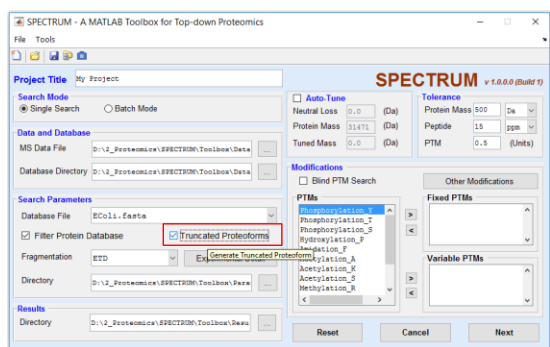 SPECTRUM - A MATLAB Toolbox for Top-down Proteomics
File Tools
Project Title My Project
SPECTRUM v 1.0.0.0 (Build 1)
Search Mode
Single Search Batch Mode
Auto-Tune
Neutral Loss 0.0 (Da)
Protein Mass 31471 (Da)
Tuned Mass 0.0 (Da)
Tolerance
Protein Mass 500 Da
Peptide 15 ppm
PTM 0.5 (Units)
Data and Database
MS Data File D:\2_Proteomics\SPECTRUM\Toolbox\Data ...
Database Directory D:\2_Proteomics\SPECTRUM\Toolbox\Data ...
Modifications
Blind PTM Search Other Modifications
Search Parameters
Database File EColi.fasta
Filter Protein Database Truncated Proteoforms
Generate Truncated Proteoform
Fragmentation ETD
Directory D:\2_Proteomics\SPECTRUM\Toolbox\Para ...
PTMs
Phosphorylation_Y
Phosphorylation_T
Phosphorylation_S
Hydroxylation_P
Amidation_F
Acetylation_A
Acetylation_K
Acetylation_S
Methylation_R
>
<
>
<
Fixed PTMs
Variable PTMs
Results
Directory D:\2_Proteomics\SPECTRUM\Toolbox\Resu ...
Reset Cancel Next